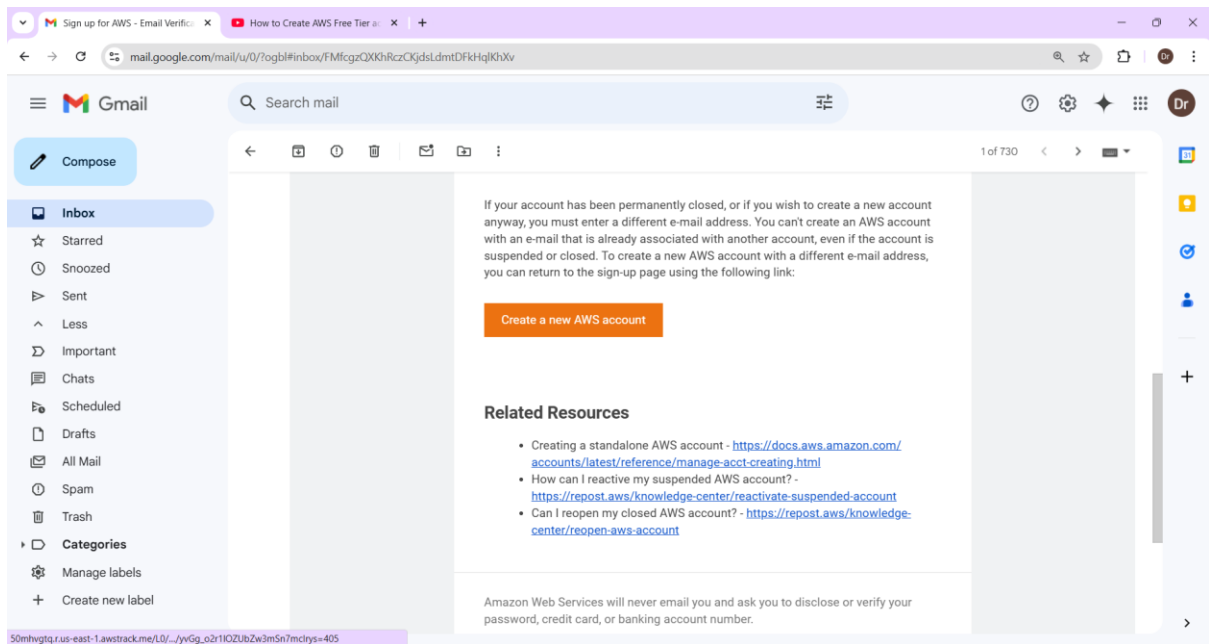 Sign up for AWS - Email Verific
How to Create AWS Free Tier ac
mail.google.com/mail/u/0/?ogbl#inbox/FMfcgzQXKhRczCKjdsLdmtDFkHqlKhXv
Dr
Gmail
Search mail
Dr
Compose
1 of 730
31
Inbox
Starred
Snoozed
Sent
Less
Important
Chats
Scheduled
Drafts
All Mail
Spam
Trash
Categories
Manage labels
Create new label
If your account has been permanently closed, or if you wish to create a new account
anyway, you must enter a different e-mail address. You can't create an AWS account
with an e-mail that is already associated with another account, even if the account is
suspended or closed. To create a new AWS account with a different e-mail address,
you can return to the sign-up page using the following link:
Create a new AWS account
Related Resources
• Creating a standalone AWS account - https://docs.aws.amazon.com/
accounts/latest/reference/manage-acct-creating.html
• How can I reactive my suspended AWS account? -
https://repost.aws/knowledge-center/reactivate-suspended-account
• Can I reopen my closed AWS account? - https://repost.aws/knowledge-
center/reopen-aws-account
Amazon Web Services will never email you and ask you to disclose or verify your
password, credit card, or banking account number.
50mhvgtq.r.us-east-1.awstrack.me/L0/.../yvGg_o2r1IOZUbZw3mSn7mclrys=405